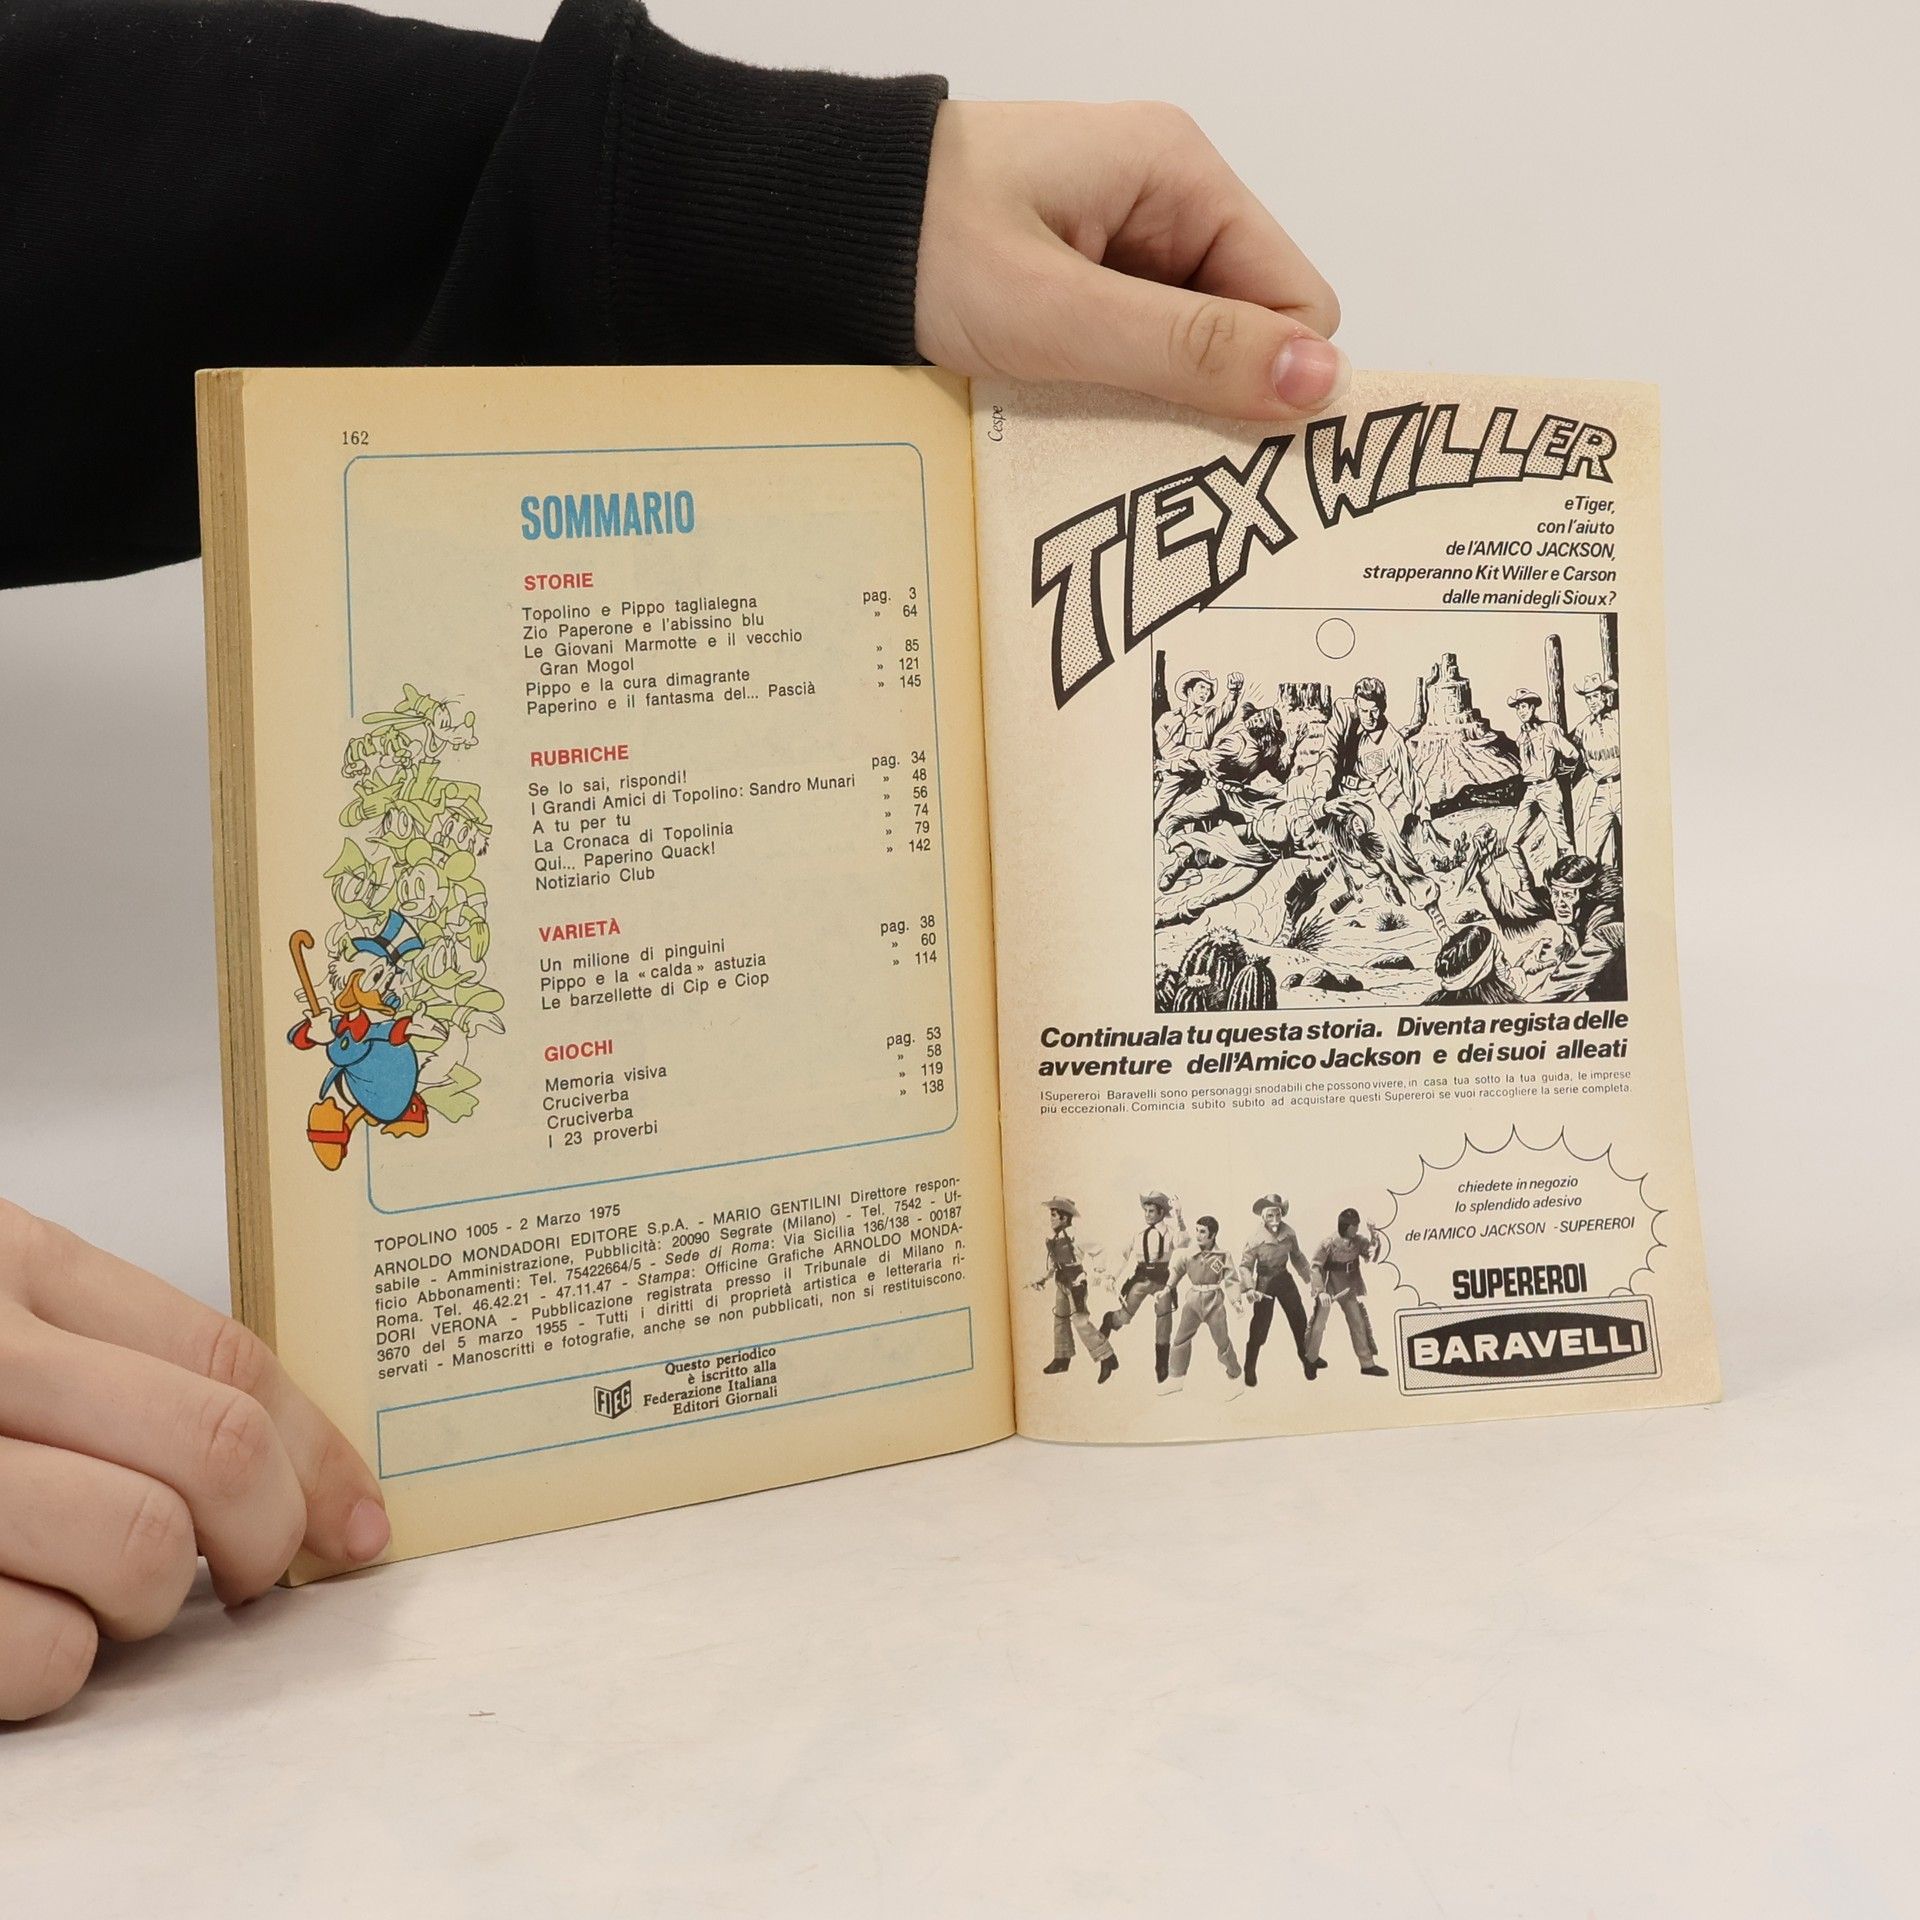 162
SOMMARIO
STORIE
Topolino e Pippo taglialegna pag. 3
Zio Paperone e l'abissino blu » 64
Le Giovani Marmotte e il vecchio
Gran Mogol » 85
Pippo e la cura dimagrante » 121
Paperino e il fantasma del... Pascià » 145
RUBRICHE
Se lo sai, rispondi! pag. 34
I Grandi Amici di Topolino: Sandro Munari » 48
A tu per tu » 56
La Cronaca di Topolinia » 74
Qui... Paperino Quack! » 79
Notiziario Club » 142
VARIETÀ
Un milione di pinguini pag. 38
Pippo e la «calda» astuzia » 60
Le barzellette di Cip e Ciop » 114
GIOCHI
Memoria visiva pag. 53
Cruciverba » 58
Cruciverba » 119
I 23 proverbi » 138
TOPOLINO 1005 - 2 Marzo 1975
ARNOLDO MONDADORI EDITORE S.p.A. - MARIO GENTILINI Direttore respon-
sabile - Amministrazione, Pubblicità: 20090 Segrate (Milano) - Tel. 7542 - Uf-
ficio Abbonamenti: Tel. 75422664/5 - Sede di Roma: Via Sicilia 136/138 - 00187
Roma. Tel. 46.42.21 - 47.11.47 - Stampa: Officine Grafiche ARNOLDO MONDA-
DORI VERONA - Pubblicazione registrata presso il Tribunale di Milano n.
3670 del 5 marzo 1955 - Tutti i diritti di proprietà artistica e letteraria ri-
servati - Manoscritti e fotografie, anche se non pubblicati, non si restituiscono.
FIEG
Questo periodico
è iscritto alla
Federazione Italiana
Editori Giornali
Cespe
TEX WILLER
e Tiger,
con l'aiuto
de l'AMICO JACKSON,
strapperanno Kit Willer e Carson
dalle mani degli Sioux?
Continuala tu questa storia. Diventa regista delle
avventure dell'Amico Jackson e dei suoi alleati
I Supereroi Baravelli sono personaggi snodabili che possono vivere, in casa tua sotto la tua guida, le imprese
più eccezionali. Comincia subito subito ad acquistare questi Supereroi se vuoi raccogliere la serie completa.
chiedete in negozio
lo splendido adesivo
de l'AMICO JACKSON - SUPEREROI
SUPEREROI
BARAVELLI